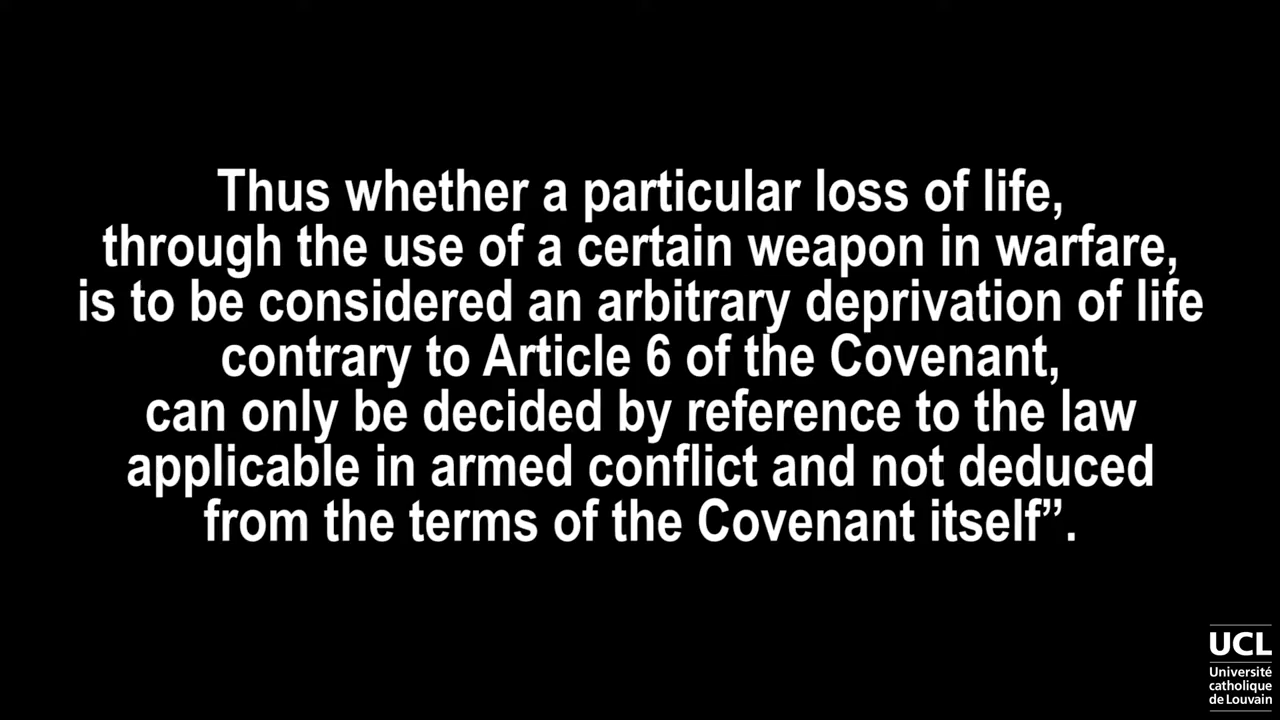 Thus whether a particular loss of life,
through the use of a certain weapon in warfare,
is to be considered an arbitrary deprivation of life
contrary to Article 6 of the Covenant,
can only be decided by reference to the law
applicable in armed conflict and not deduced
from the terms of the Covenant itself”.
UCL
Université
catholique
de Louvain